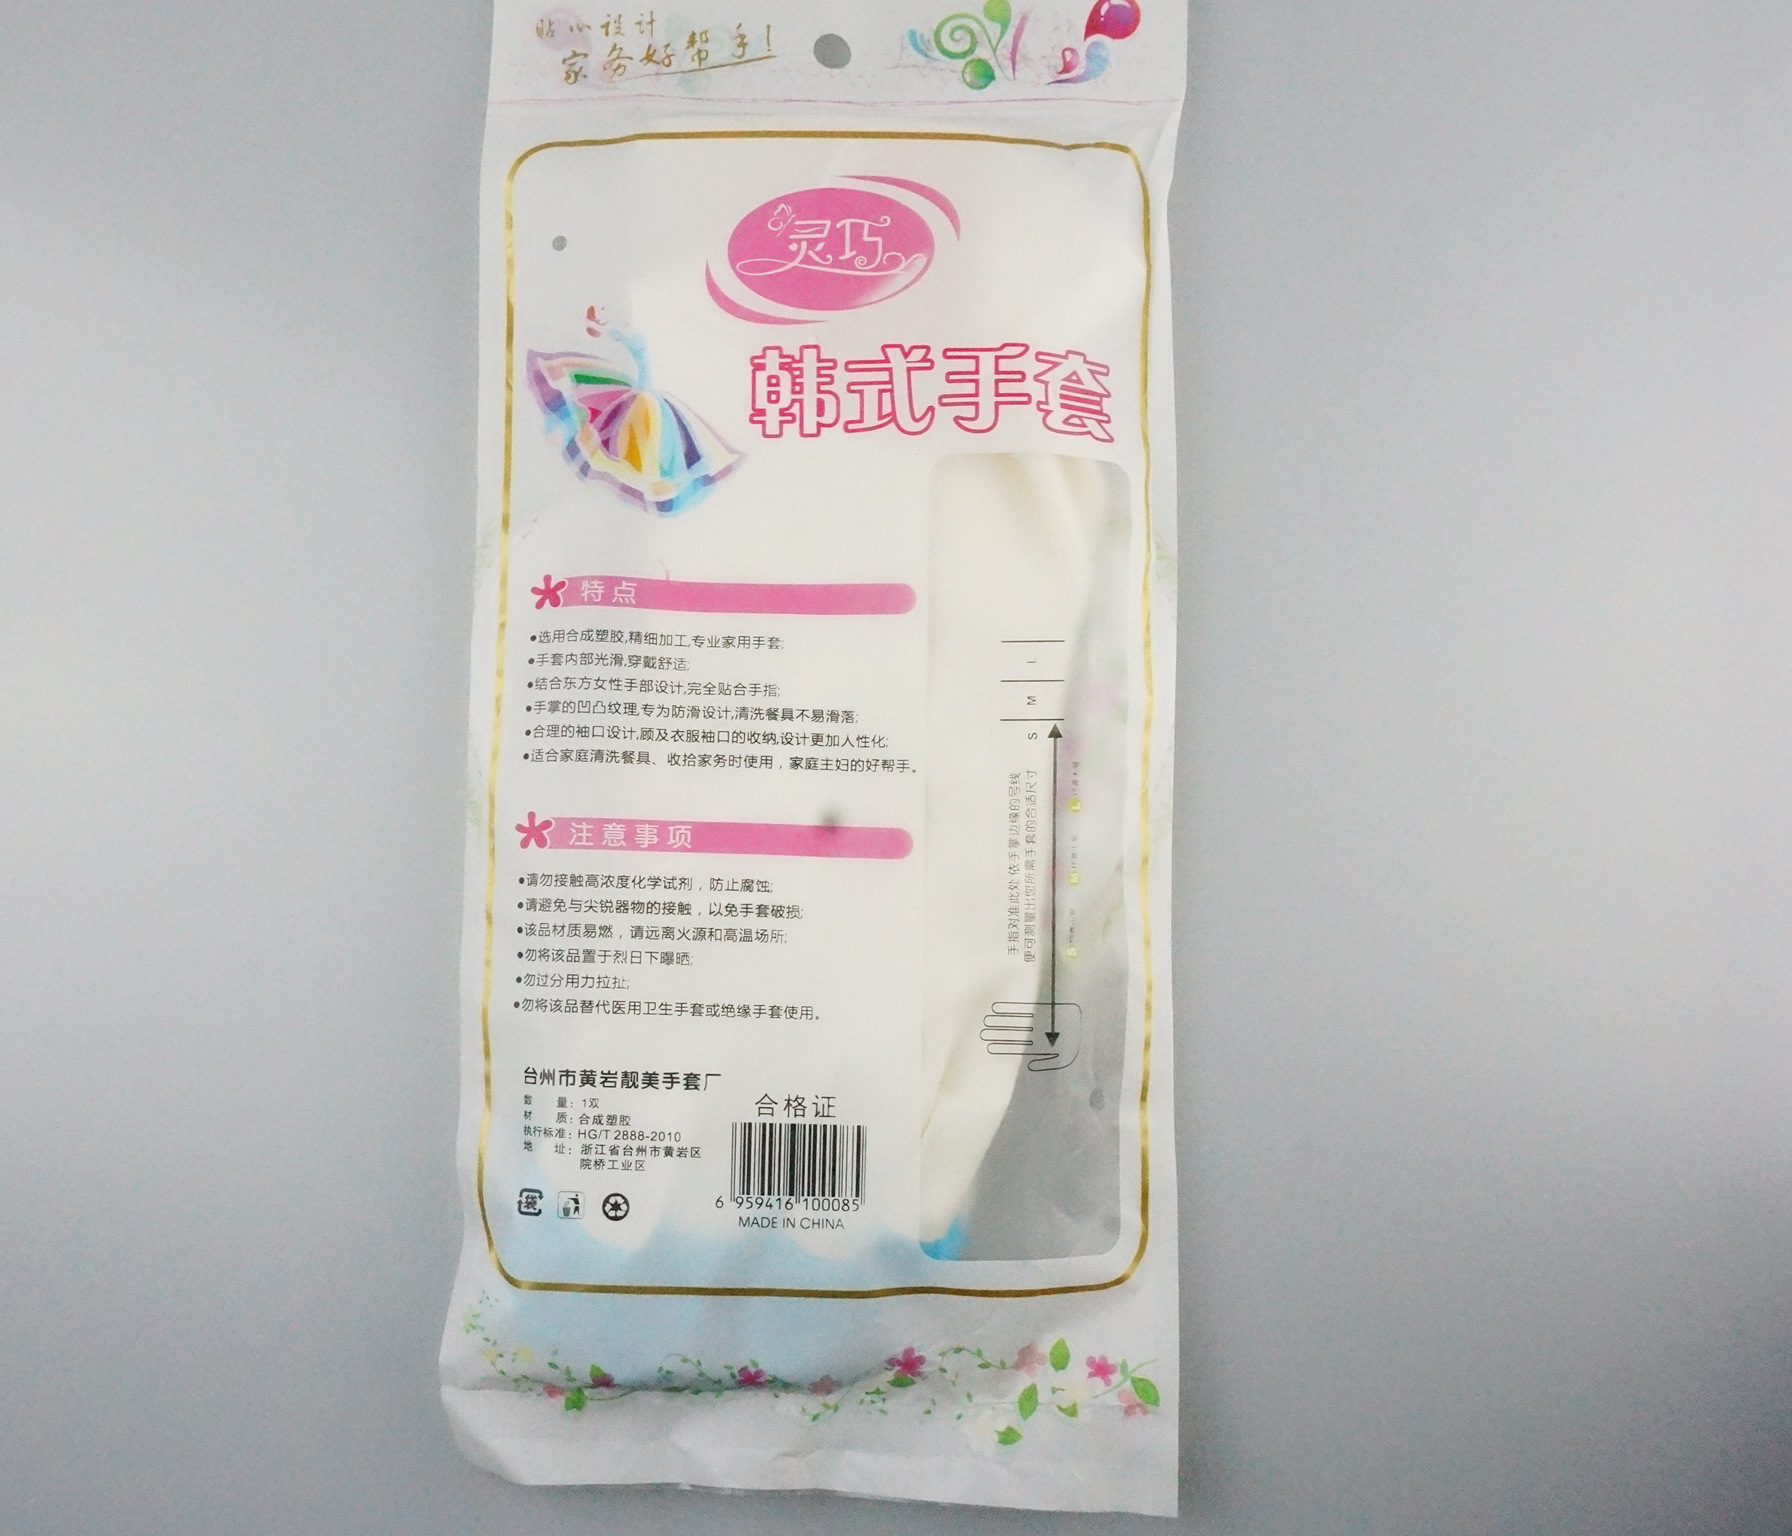 贴心设计
家务好帮手！
灵巧
韩式手套
特点
●选用合成塑胶,精细加工,专业家用手套;
●手套内部光滑,穿戴舒适;
●结合东方女性手部设计,完全贴合手指;
●手掌的凹凸纹理,专为防滑设计,清洗餐具不易滑落;
●合理的袖口设计,顾及衣服袖口的收纳,设计更加人性化;
●适合家庭清洗餐具、收拾家务时使用，家庭主妇的好帮手。
L
M
S
手指对准此处,依手掌边缘的号线
便可测量出您所需手套的合适尺寸
L
M
S
注意事项
●请勿接触高浓度化学试剂，防止腐蚀;
●请避免与尖锐器物的接触，以免手套破损;
●该品材质易燃，请远离火源和高温场所;
●勿将该品置于烈日下曝晒;
●勿过分用力拉扯;
●勿将该品替代医用卫生手套或绝缘手套使用。
台州市黄岩靓美手套厂
数 量：1双
材 质：合成塑胶
执行标准：HG/T 2888-2010
地 址：浙江省台州市黄岩区
院桥工业区
袋
合格证
6 959416 100085
MADE IN CHINA